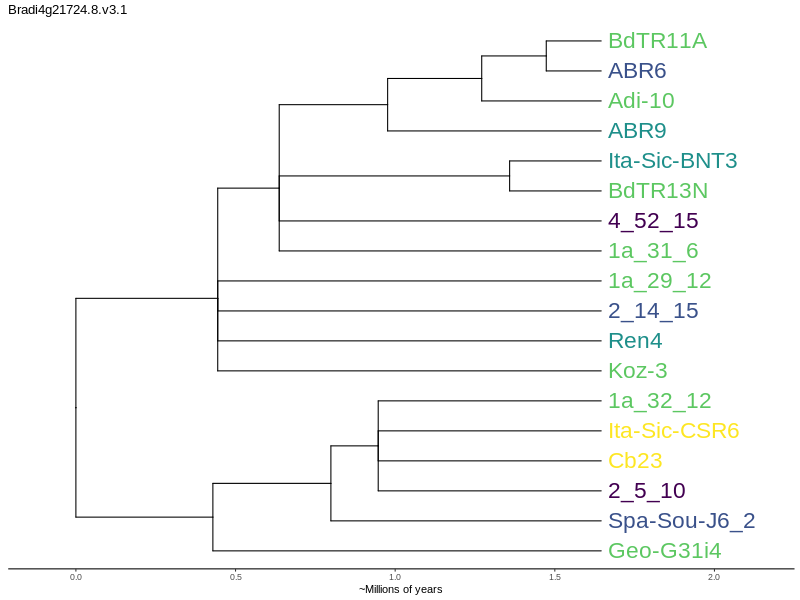 Bradi4g21724.8.v3.1
BdTR11A
ABR6
Adi-10
ABR9
Ita-Sic-BNT3
BdTR13N
4_52_15
1a_31_6
1a_29_12
2_14_15
Ren4
Koz-3
1a_32_12
Ita-Sic-CSR6
Cb23
2_5_10
Spa-Sou-J6_2
Geo-G31i4
0.0 0.5 1.0 1.5 2.0
~Millions of years